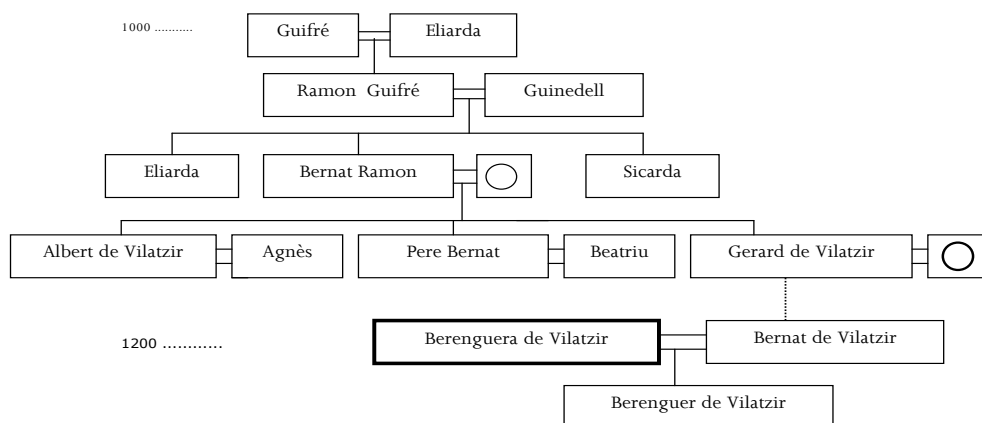 1000 ...........
Guifré
Eliarda
Ramon Guifré
Guinedell
Eliarda
Bernat Ramon
Sicarda
Albert de Vilatzir
Agnès
Pere Bernat
Beatriu
Gerard de Vilatzir
1200 ............
Berenguera de Vilatzir
Bernat de Vilatzir
Berenguer de Vilatzir